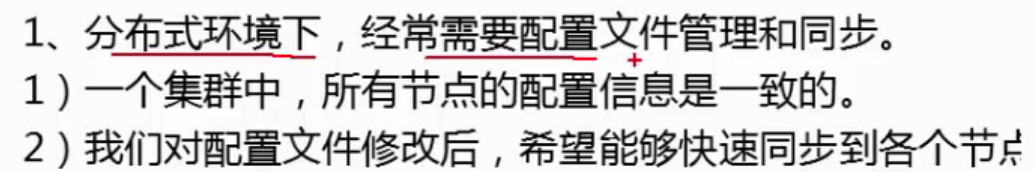 1、分布式环境下，经常需要配置文件管理和同步。
1）一个集群中，所有节点的配置信息是一致的。
2）我们对配置文件修改后，希望能够快速同步到各个节点